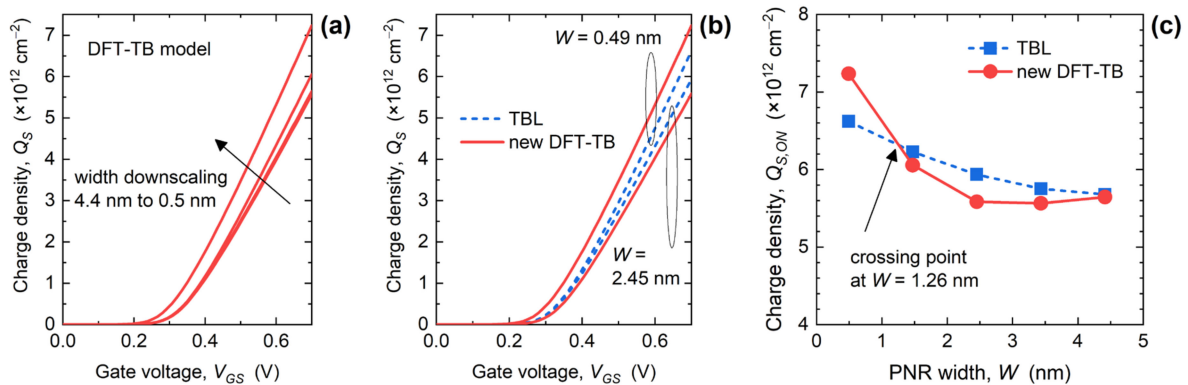 (a)
DFT-TB model
width downscaling
4.4 nm to 0.5 nm
Charge density, Q_S (×10^12 cm^−2)
7
6
5
4
3
2
1
0
0.0 0.2 0.4 0.6
Gate voltage, V_GS (V)
(b)
W = 0.49 nm
TBL
new DFT-TB
W =
2.45 nm
Charge density, Q_S (×10^12 cm^−2)
7
6
5
4
3
2
1
0
0.0 0.2 0.4 0.6
Gate voltage, V_GS (V)
(c)
TBL
new DFT-TB
crossing point
at W = 1.26 nm
Charge density, Q_S,ON (×10^12 cm^−2)
8
7
6
5
4
0 1 2 3 4 5
PNR width, W (nm)